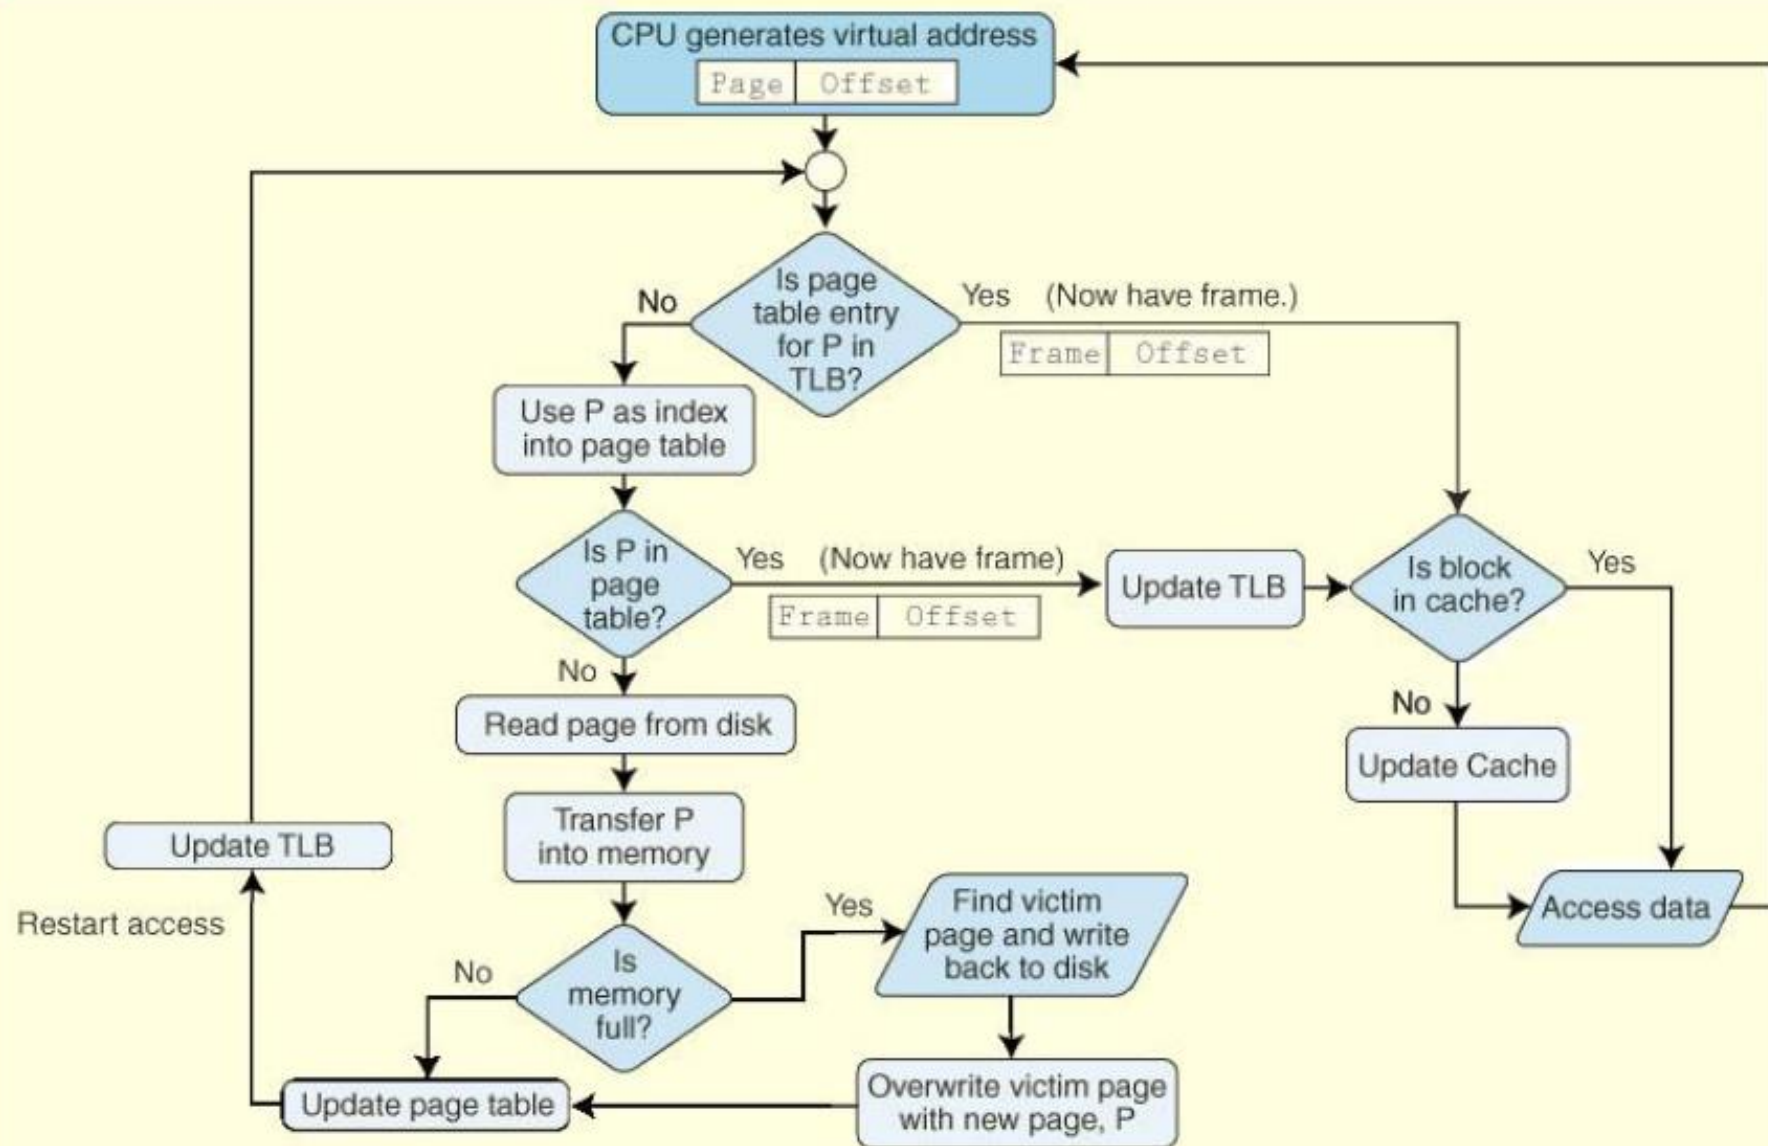 CPU generates virtual address
Page Offset
Is page
table entry
for P in
TLB?
No
Yes (Now have frame.)
Frame Offset
Use P as index
into page table
Is P in
page
table?
Yes (Now have frame)
Frame Offset
Update TLB
Is block
in cache?
Yes
No
Read page from disk
No
Update Cache
Transfer P
into memory
Update TLB
Restart access
Access data
Is
memory
full?
No
Yes
Find victim
page and write
back to disk
Update page table
Overwrite victim page
with new page, P